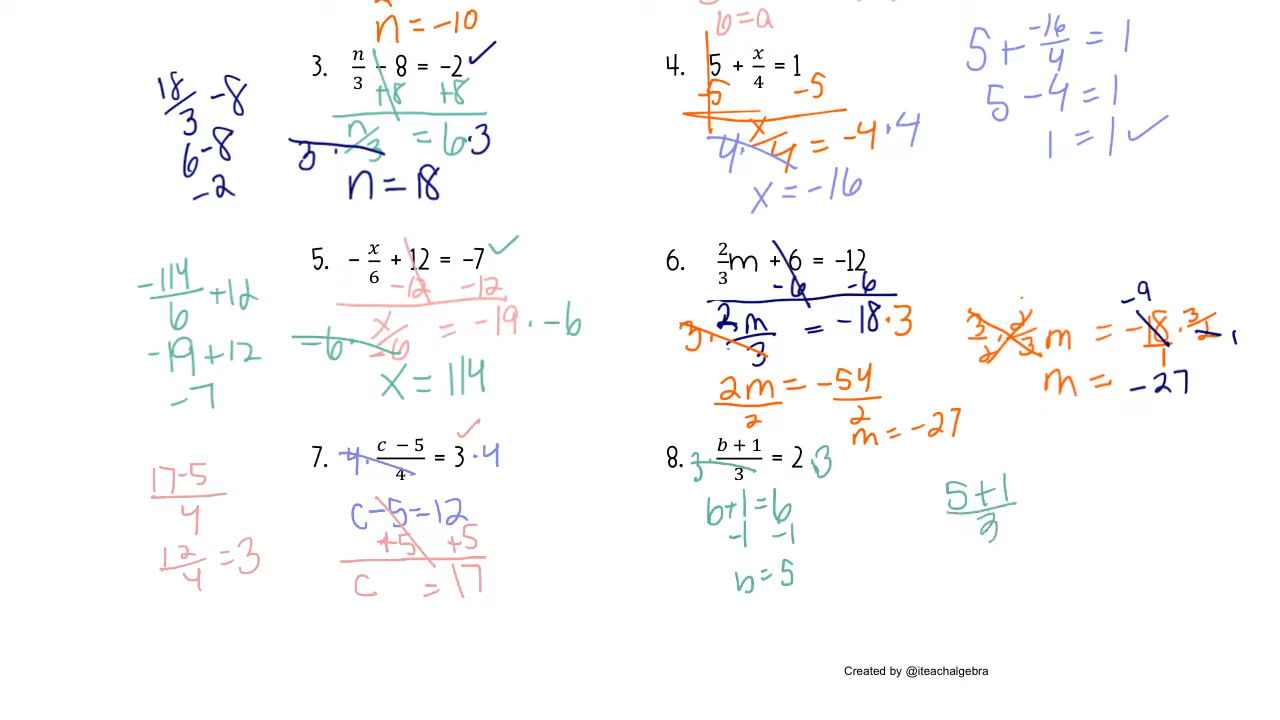 n = -10
b = a
3. n/3 - 8 = -2 ✓
+8 +8
3 · n/3 = 6 · 3
n = 18
18/3 - 8
6 - 8
-2
4. 5 + x/4 = 1
-5 -5
4 · x/4 = -4 · 4
x = -16
5 + -16/4 = 1
5 - 4 = 1
1 = 1 ✓
5. - x/6 + 12 = -7 ✓
-12 -12
-6 · x/-6 = -19 · -6
x = 114
-114/6 + 12
-19 + 12
-7
6. 2/3 m + 6 = -12
-6 -6
3 · 2m/3 = -18 · 3
2m/2 = -54/2
m = -27
3/2 · 2/3 m = -18/1 · 3/2
-9 1
m = -27
7. 4 · (c - 5)/4 = 3 · 4 ✓
c - 5 = 12
+5 +5
c = 17
17-5/4
12/4 = 3
8. 3 · (b + 1)/3 = 2 · 3
b + 1 = 6
-1 -1
b = 5
5 + 1/3
Created by @iteachalgebra